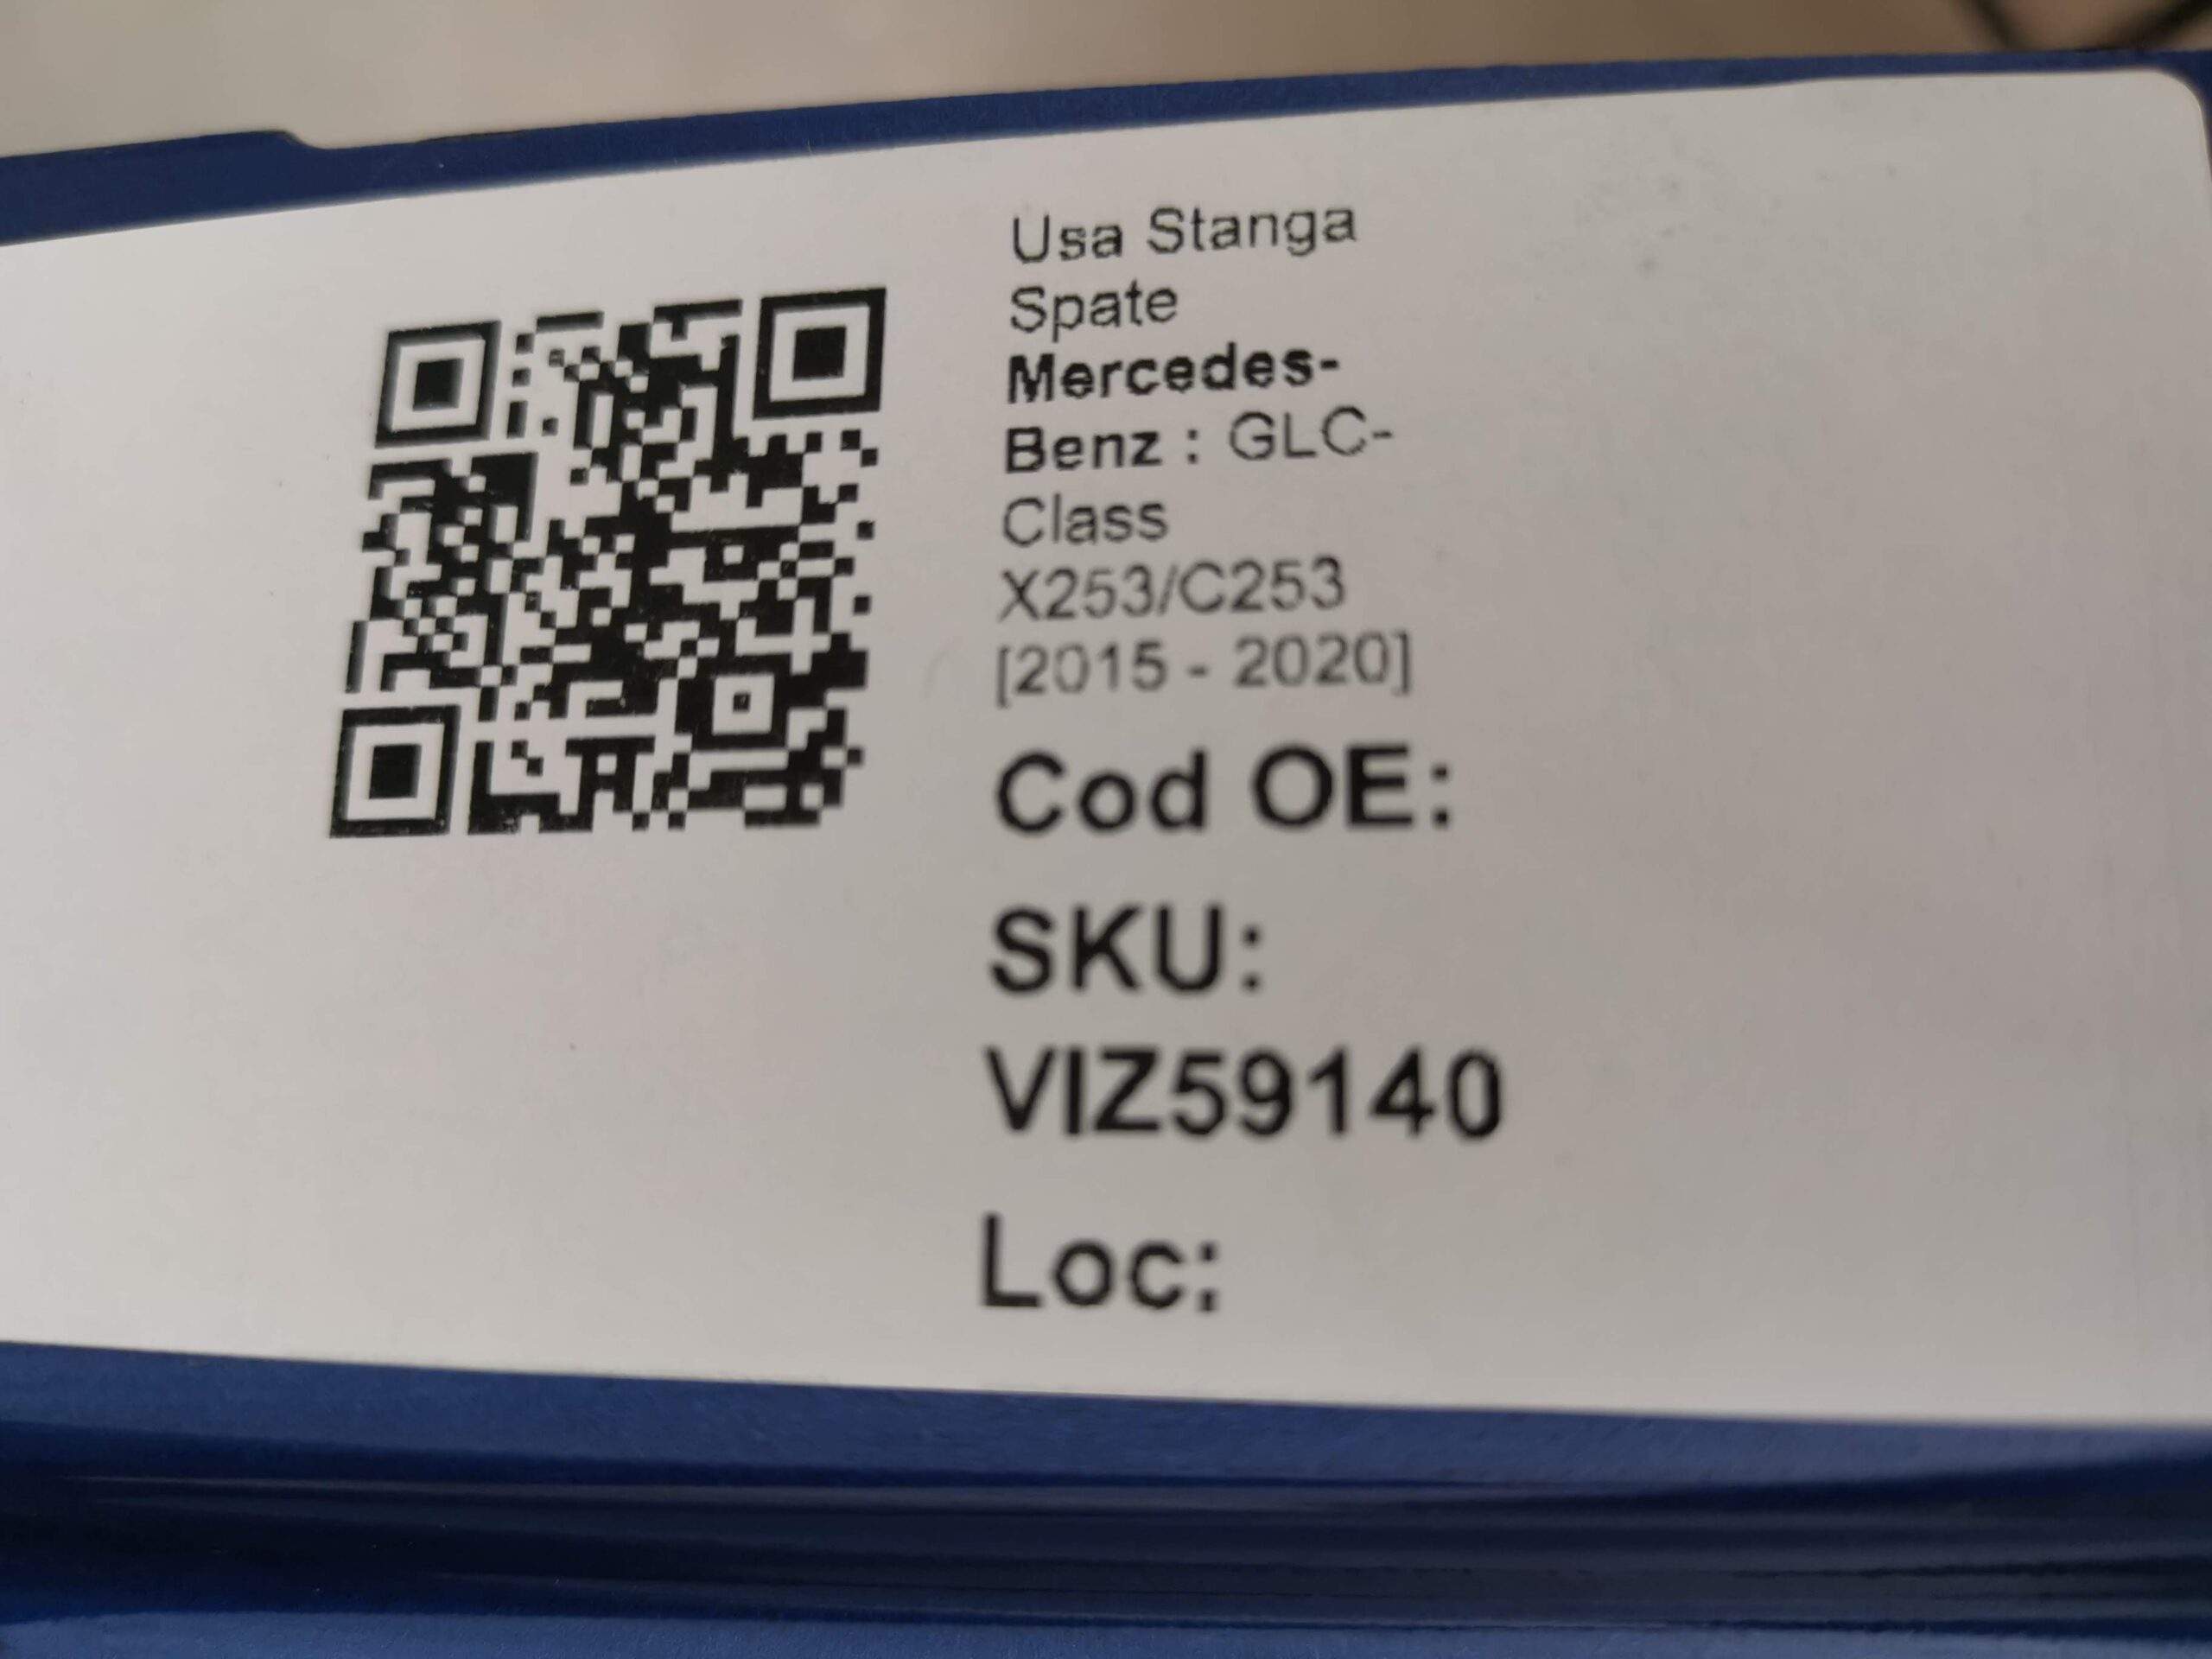 Usa Stanga
Spate
Mercedes-
Benz : GLC-
Class
X253/C253
[2015 - 2020]
Cod OE:
SKU:
VIZ59140
Loc: